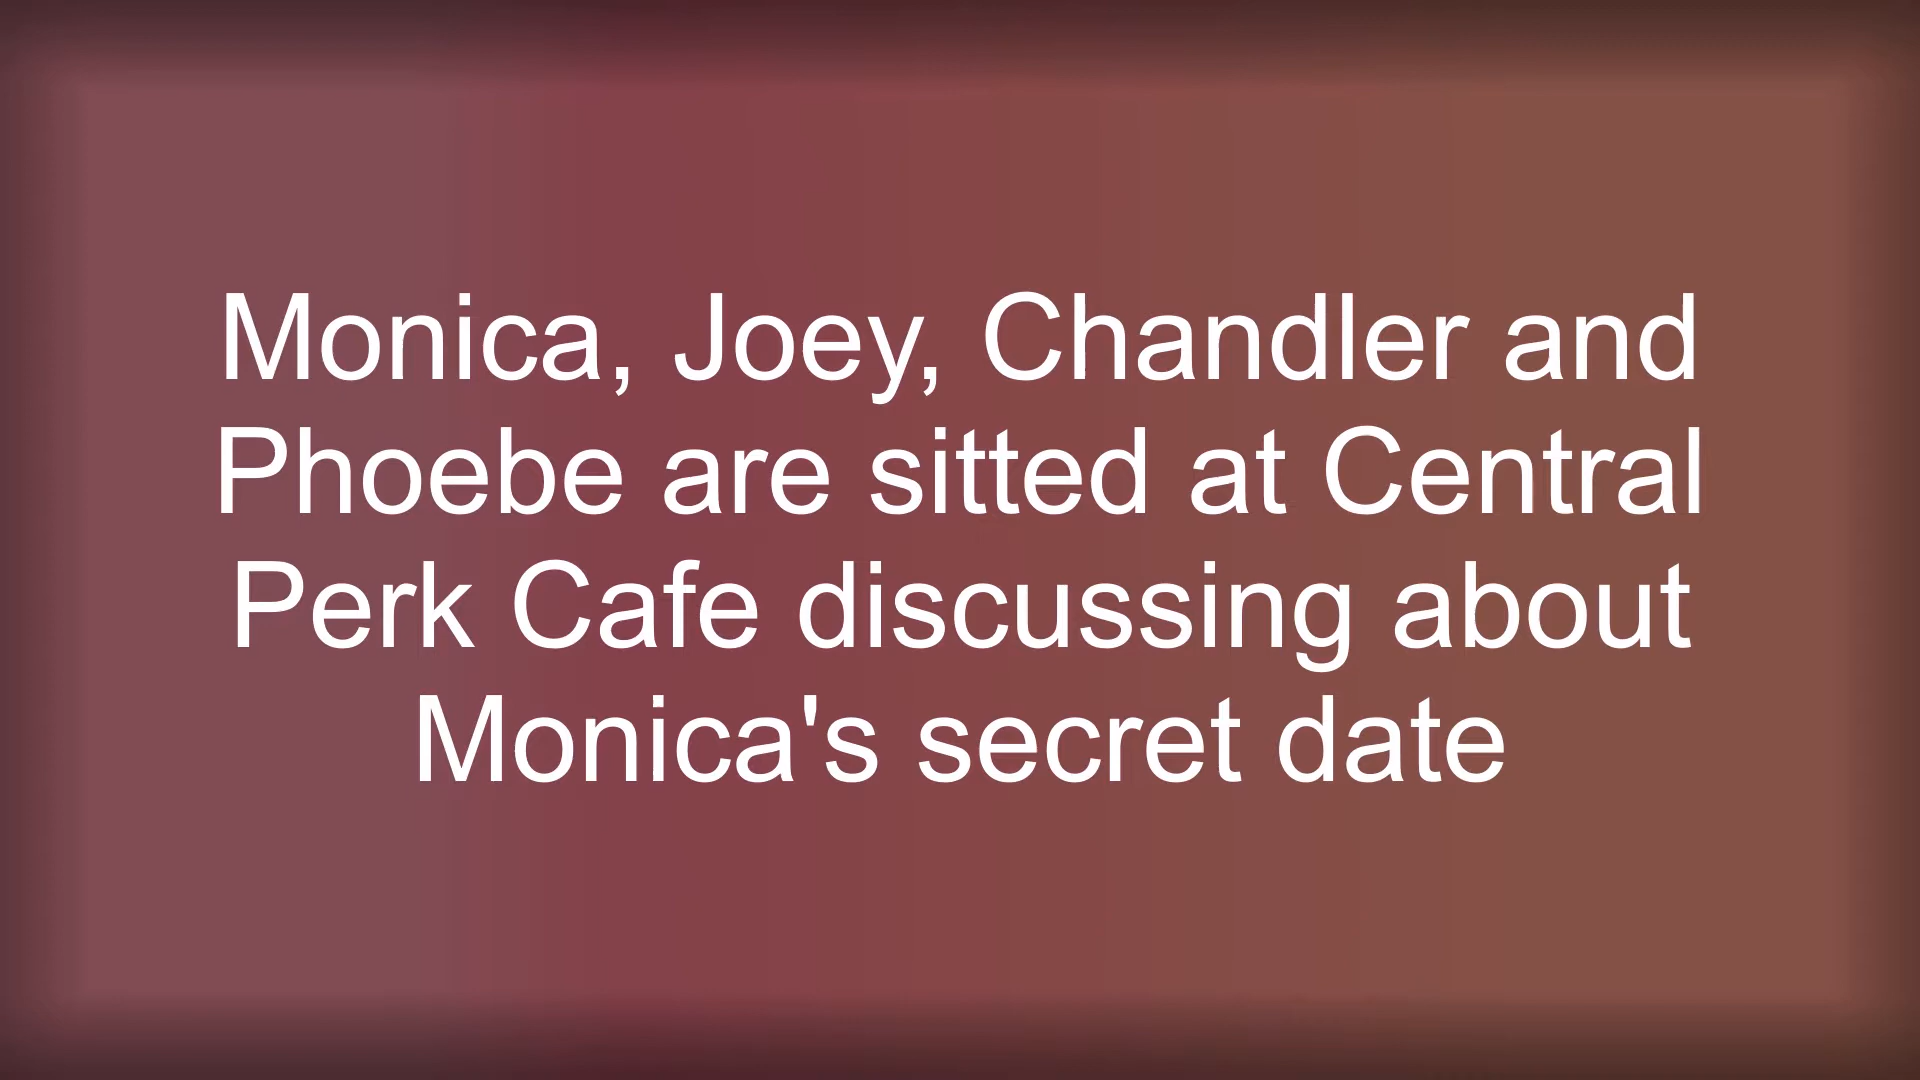 Monica, Joey, Chandler and
Phoebe are sitted at Central
Perk Cafe discussing about
Monica's secret date